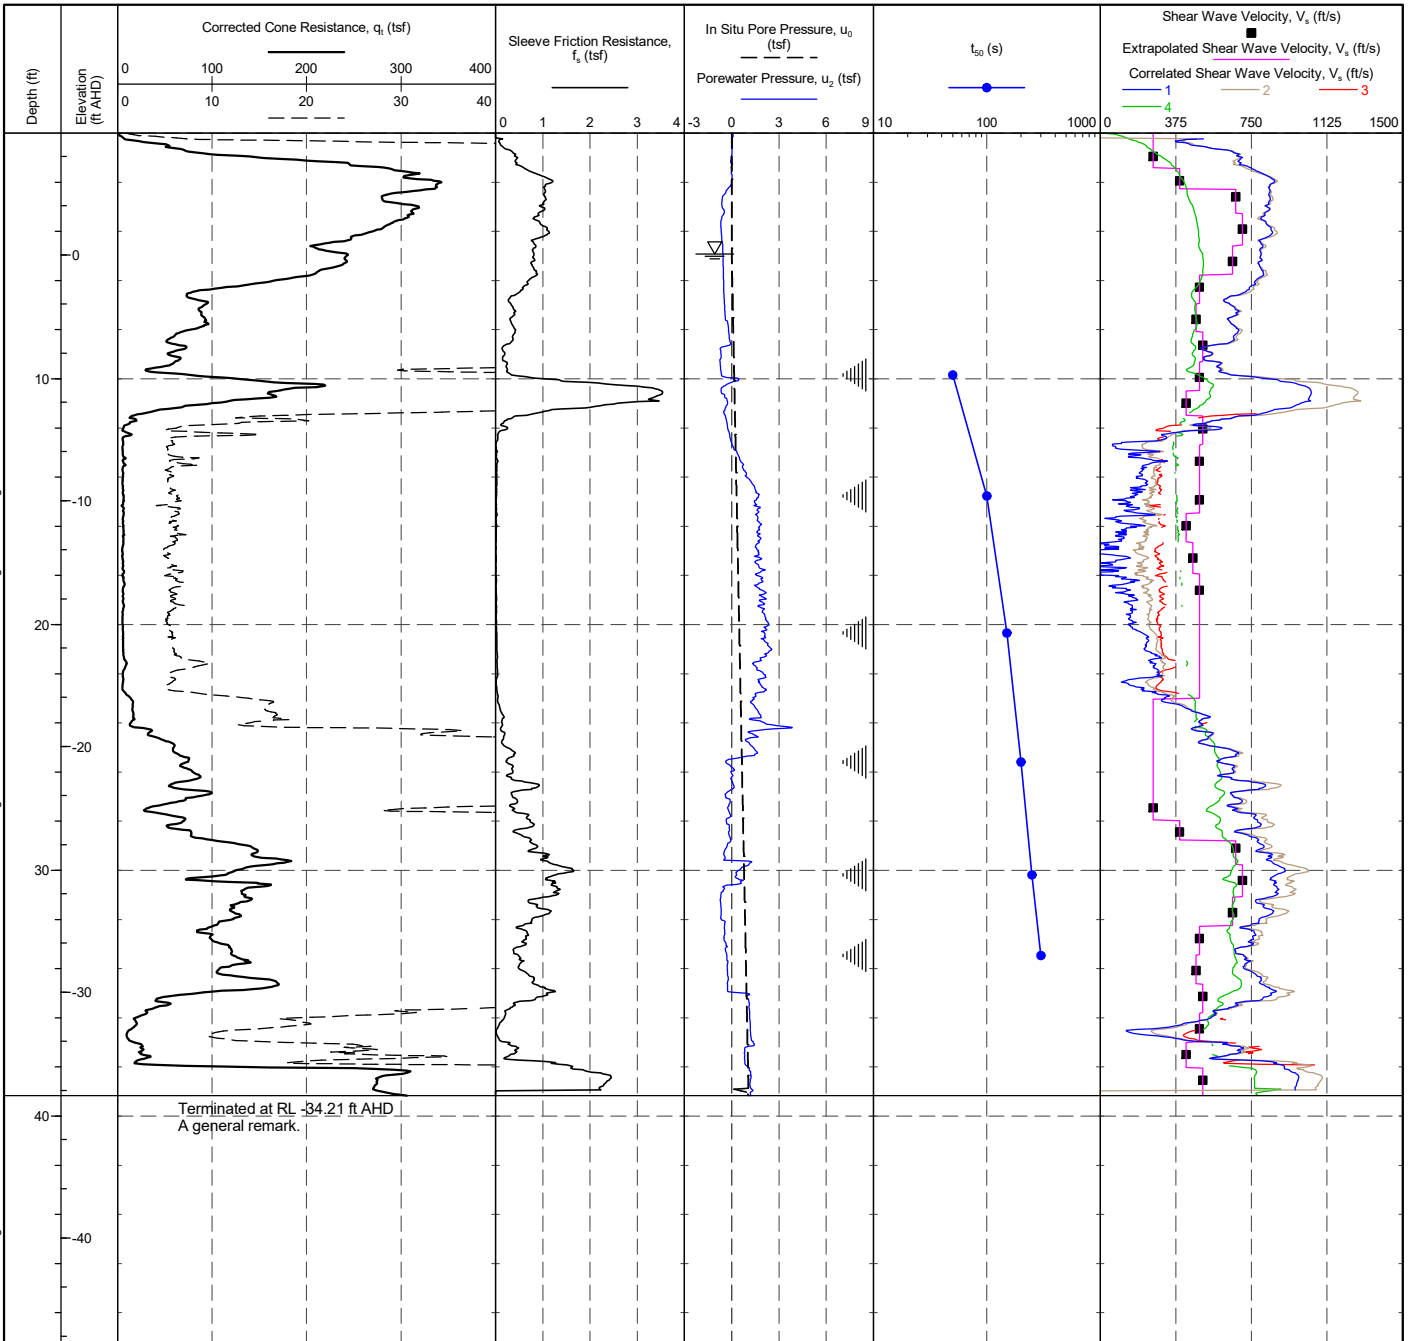 Depth (ft)
Elevation
(ft AHD)
Corrected Cone Resistance, qt (tsf)
0 100 200 300 400
0 10 20 30 40
Sleeve Friction Resistance,
fs (tsf)
0 1 2 3 4
In Situ Pore Pressure, u0
(tsf)
Porewater Pressure, u2 (tsf)
-3 0 3 6 9
t50 (s)
10 100 1000
Shear Wave Velocity, Vs (ft/s)
Extrapolated Shear Wave Velocity, Vs (ft/s)
Correlated Shear Wave Velocity, Vs (ft/s)
1 2 3
4
0 375 750 1125 1500
0
10
-10
20
-20
30
-30
40
-40
Terminated at RL -34.21 ft AHD
A general remark.